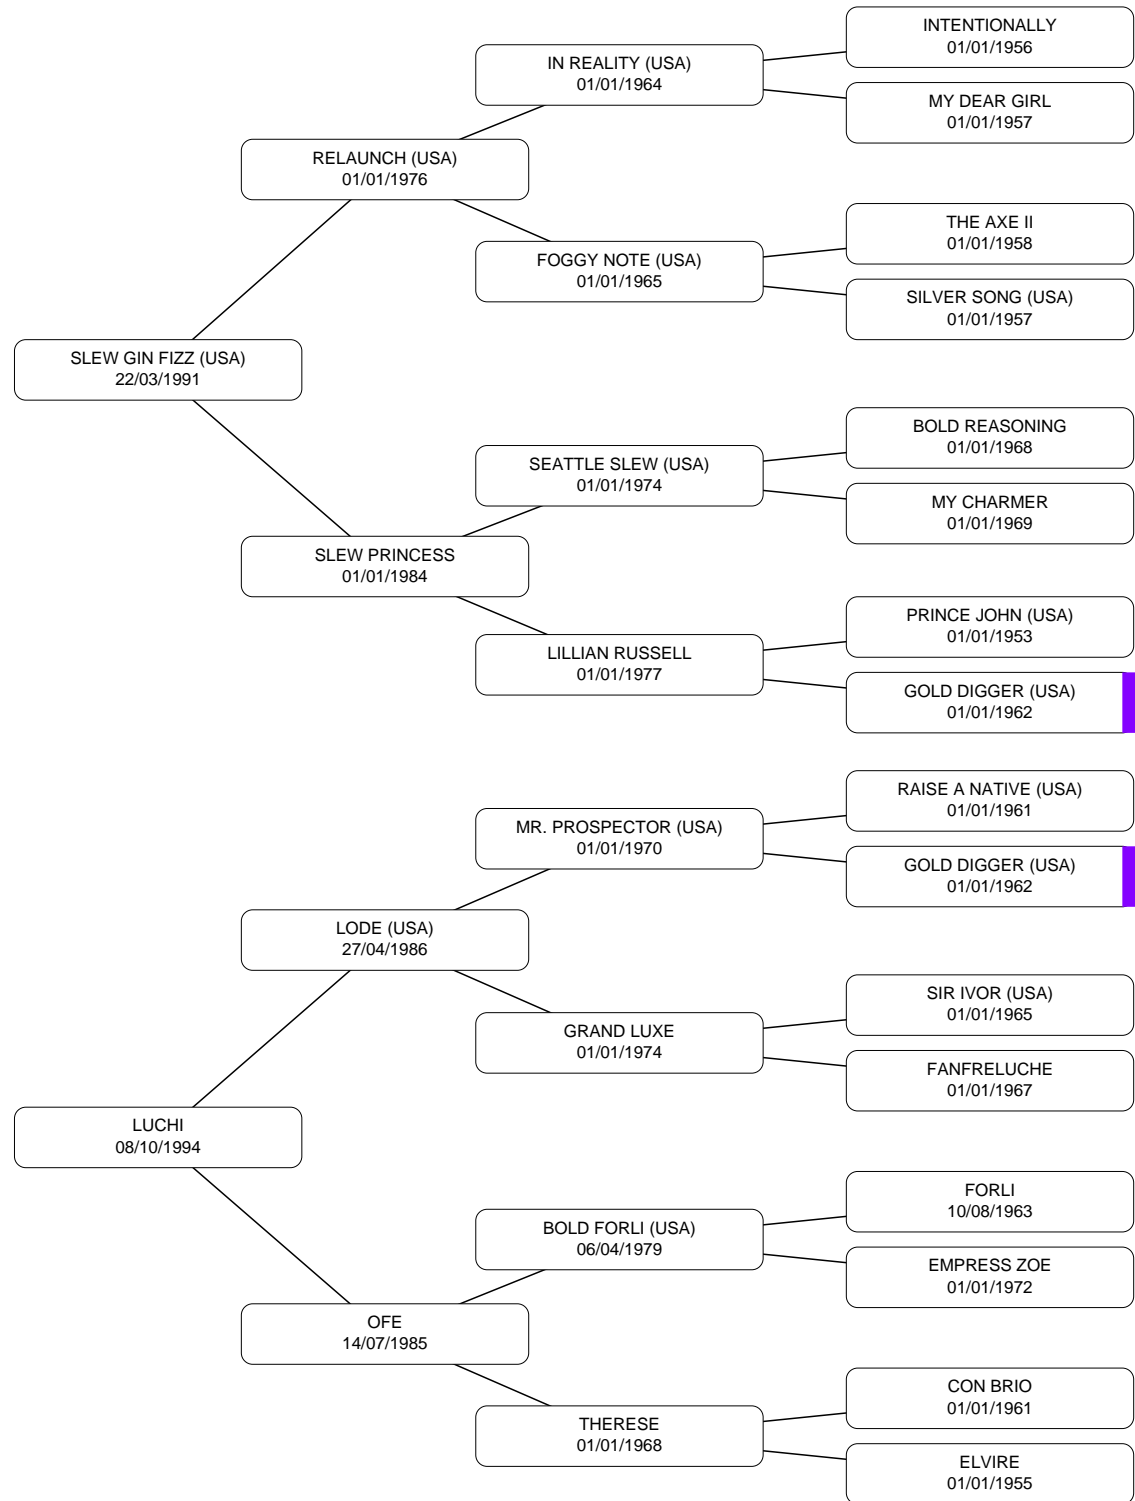 INTENTIONALLY
01/01/1956
IN REALITY (USA)
01/01/1964
MY DEAR GIRL
01/01/1957
RELAUNCH (USA)
01/01/1976
THE AXE II
01/01/1958
FOGGY NOTE (USA)
01/01/1965
SILVER SONG (USA)
01/01/1957
SLEW GIN FIZZ (USA)
22/03/1991
BOLD REASONING
01/01/1968
SEATTLE SLEW (USA)
01/01/1974
MY CHARMER
01/01/1969
SLEW PRINCESS
01/01/1984
PRINCE JOHN (USA)
01/01/1953
LILLIAN RUSSELL
01/01/1977
GOLD DIGGER (USA)
01/01/1962
RAISE A NATIVE (USA)
01/01/1961
MR. PROSPECTOR (USA)
01/01/1970
GOLD DIGGER (USA)
01/01/1962
LODE (USA)
27/04/1986
SIR IVOR (USA)
01/01/1965
GRAND LUXE
01/01/1974
FANFRELUCHE
01/01/1967
LUCHI
08/10/1994
FORLI
10/08/1963
BOLD FORLI (USA)
06/04/1979
EMPRESS ZOE
01/01/1972
OFE
14/07/1985
CON BRIO
01/01/1961
THERESE
01/01/1968
ELVIRE
01/01/1955